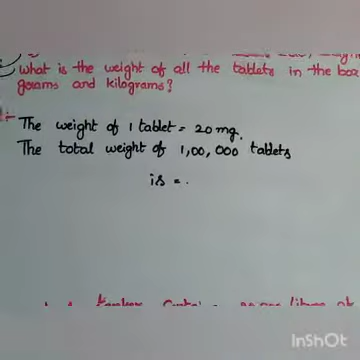 what is the weight of all the tablets in the box
grams and kilograms?
The weight of 1 tablet = 20 mg.
The total weight of 1,00,000 tablets
is =
InShOt